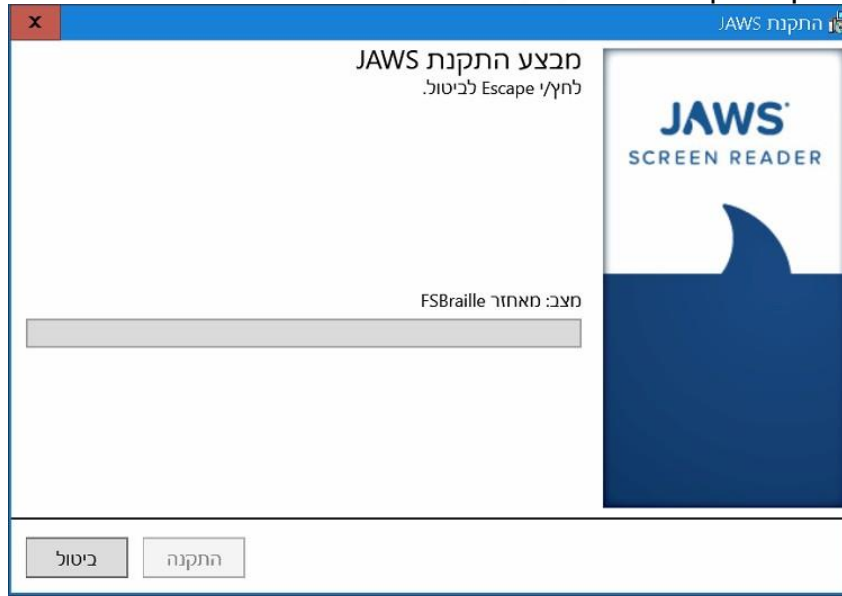 התקנת JAWS
מבצע התקנת JAWS
לחץ/י Escape לביטול.
JAWS
SCREEN READER
מצב: מאחזר FSBraille
התקנה
ביטול